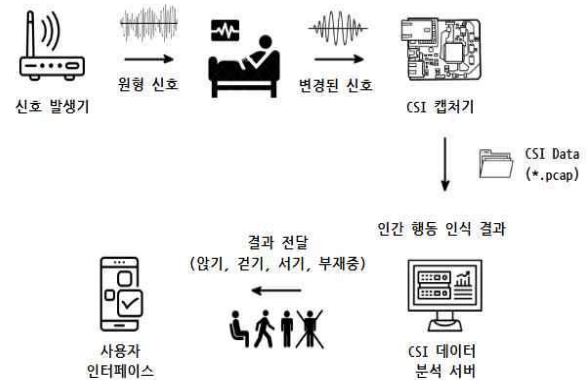 신호 발생기
원형 신호
변경된 신호
CSI 캡처기
CSI Data
(*.pcap)
인간 행동 인식 결과
결과 전달
(앉기, 걷기, 서기, 부재중)
사용자
인터페이스
CSI 데이터
분석 서버